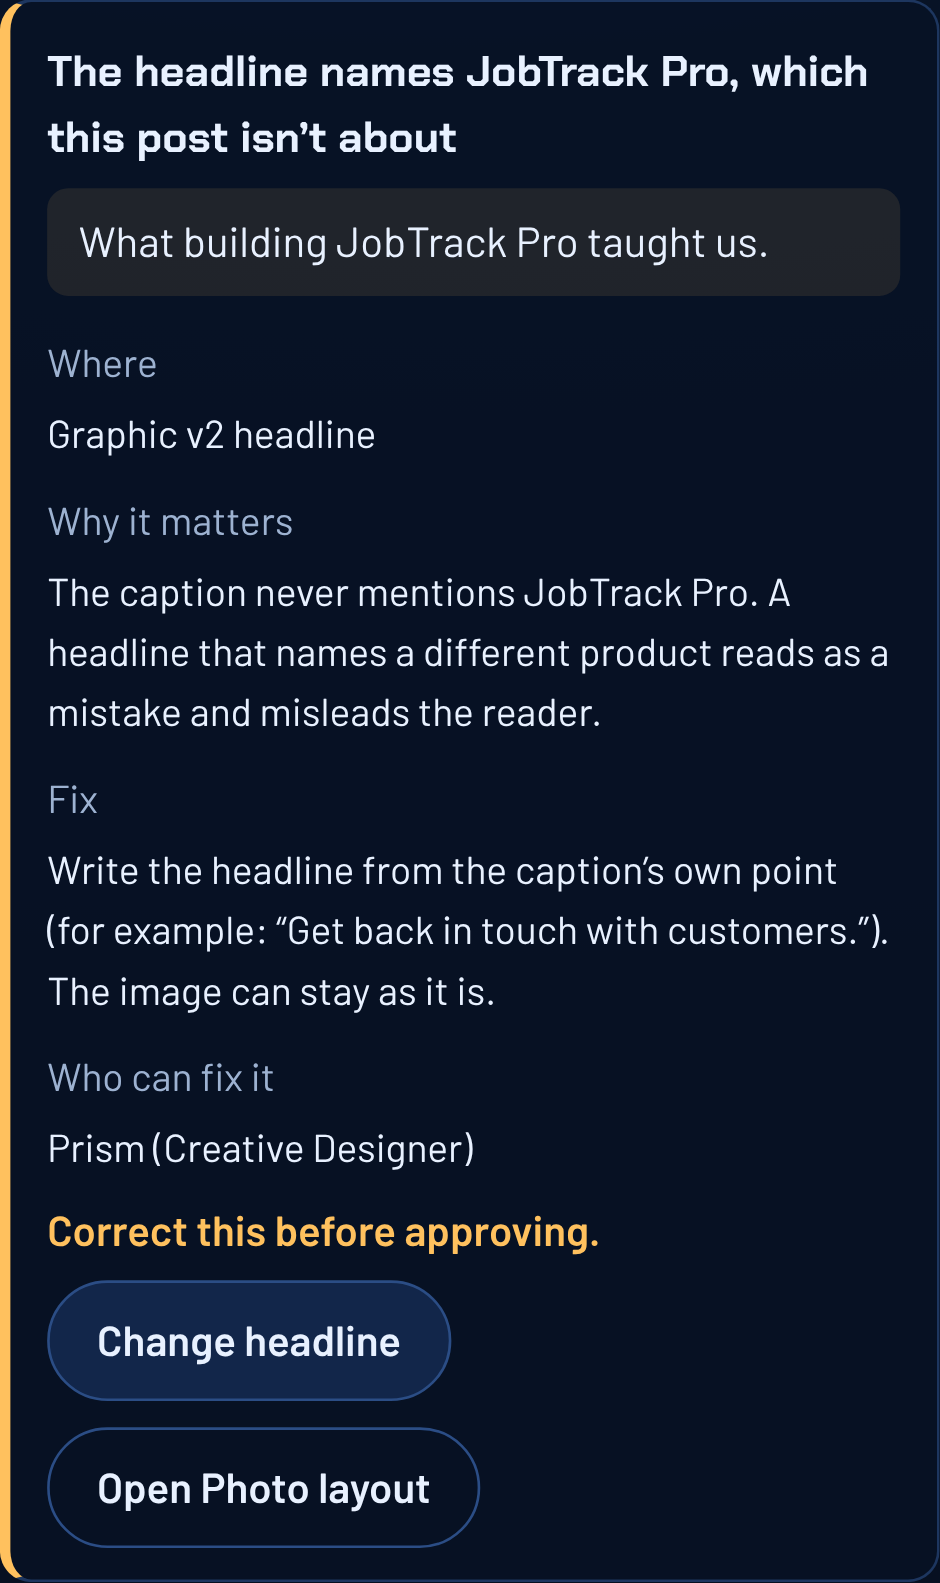 The headline names JobTrack Pro, which
this post isn’t about
What building JobTrack Pro taught us.
Where
Graphic v2 headline
Why it matters
The caption never mentions JobTrack Pro. A
headline that names a different product reads as a
mistake and misleads the reader.
Fix
Write the headline from the caption’s own point
(for example: “Get back in touch with customers.”).
The image can stay as it is.
Who can fix it
Prism (Creative Designer)
Correct this before approving.
Change headline
Open Photo layout